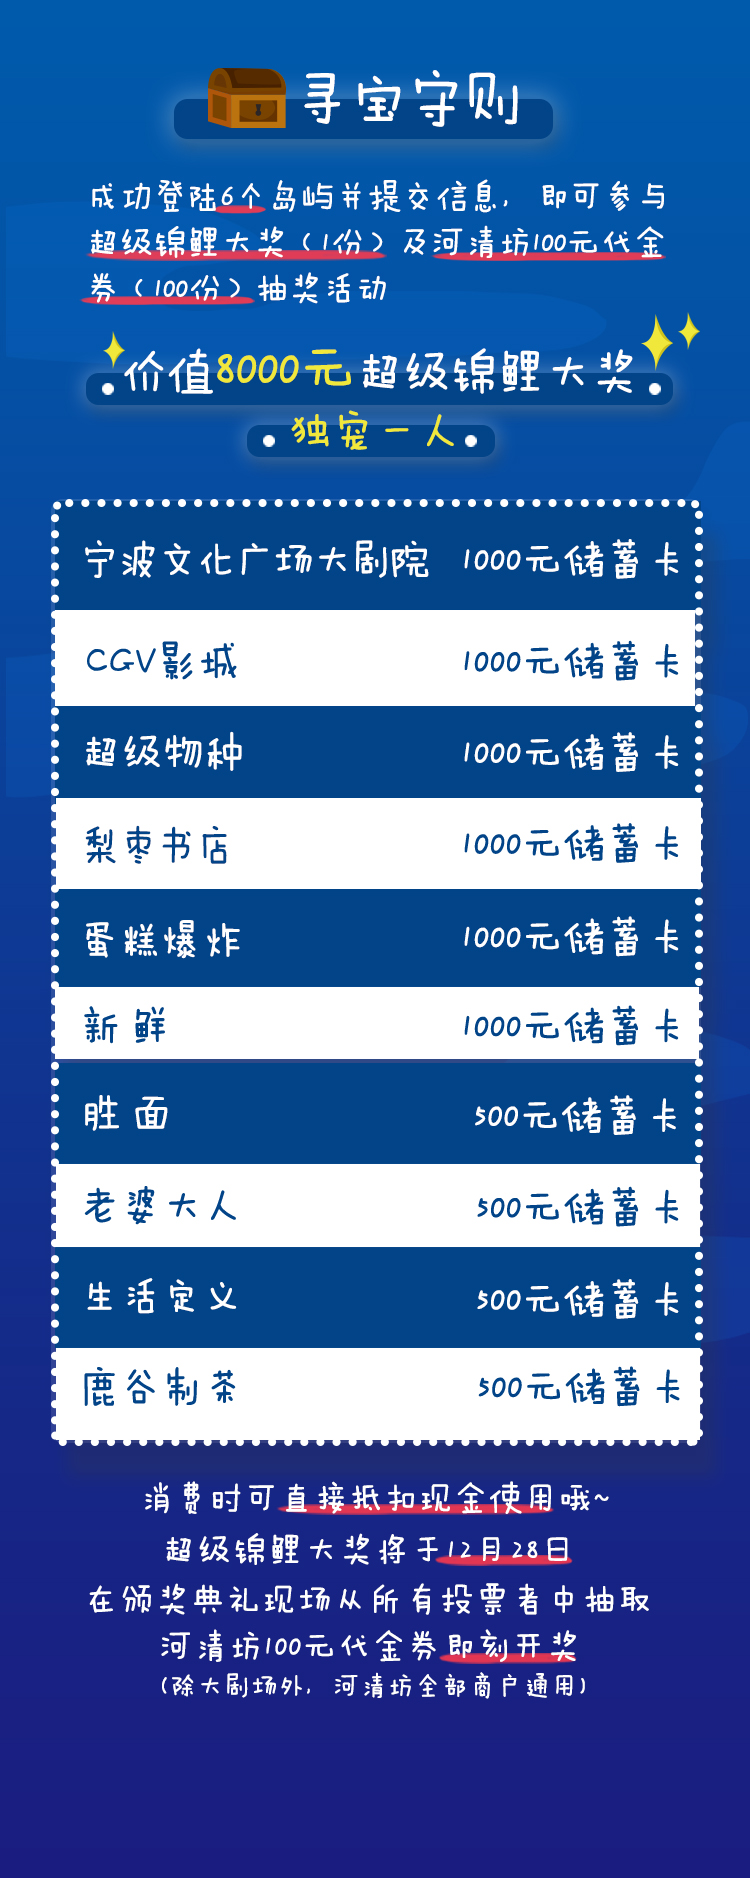 寻宝守则
成功登陆6个岛屿并提交信息，即可参与
超级锦鲤大奖（1份）及河清坊100元代金
券（100份）抽奖活动
价值8000元超级锦鲤大奖
独宠一人
宁波文化广场大剧院 1000元储蓄卡
CGV影城 1000元储蓄卡
超级物种 1000元储蓄卡
梨枣书店 1000元储蓄卡
蛋糕爆炸 1000元储蓄卡
新鲜 1000元储蓄卡
胜面 500元储蓄卡
老婆大人 500元储蓄卡
生活定义 500元储蓄卡
鹿谷制茶 500元储蓄卡
消费时可直接抵扣现金使用哦~
超级锦鲤大奖将于12月28日
在颁奖典礼现场从所有投票者中抽取
河清坊100元代金券即刻开奖
（除大剧场外，河清坊全部商户通用）